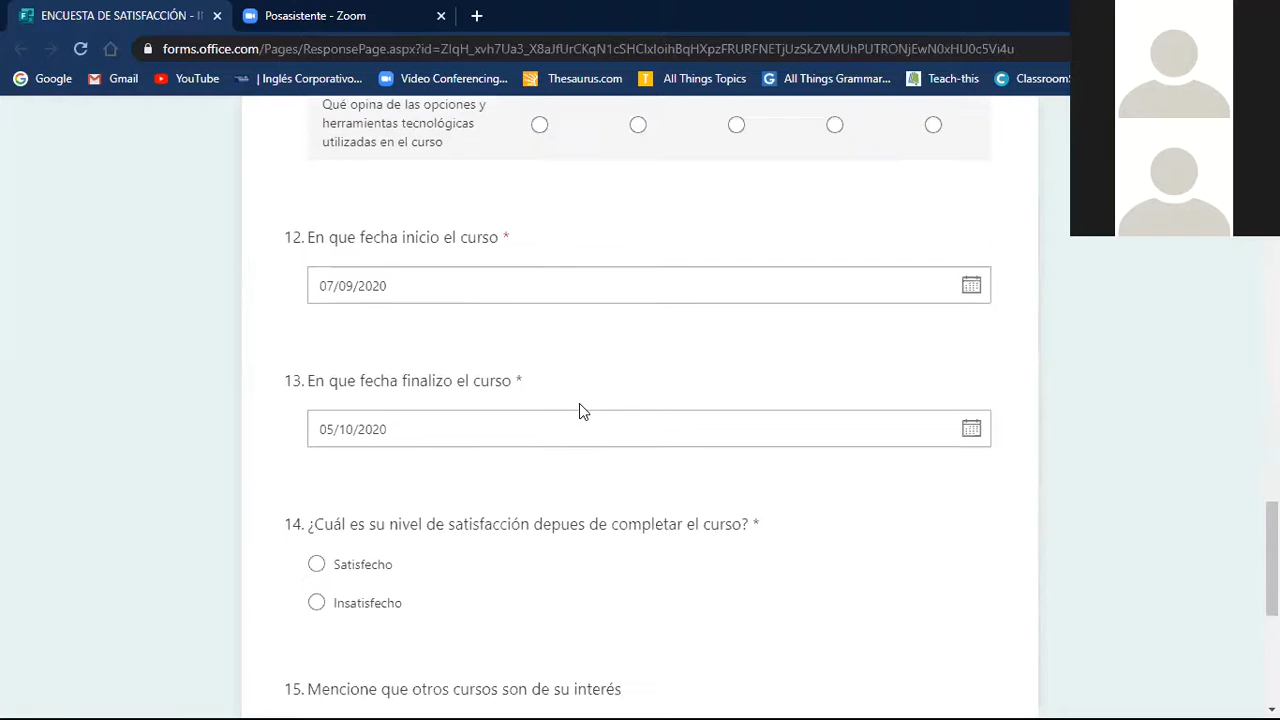 ENCUESTA DE SATISFACCIÓN - I
Posasistente - Zoom
forms.office.com/Pages/ResponsePage.aspx?id=ZIqH_xvh7Ua3_X8aJfUrCKqN1cSHClxIoihBqHXpzFRURFNETjUzSkZVMUhPUTRONjEwN0xHU0c5Vi4u
Google
Gmail
YouTube
| Inglés Corporativo...
Video Conferencing...
Thesaurus.com
All Things Topics
All Things Grammar...
Teach-this
ClassroomS
Qué opina de las opciones y
herramientas tecnológicas
utilizadas en el curso
12. En que fecha inicio el curso *
07/09/2020
13. En que fecha finalizo el curso *
05/10/2020
14. ¿Cuál es su nivel de satisfacción depues de completar el curso? *
Satisfecho
Insatisfecho
15. Mencione que otros cursos son de su interés